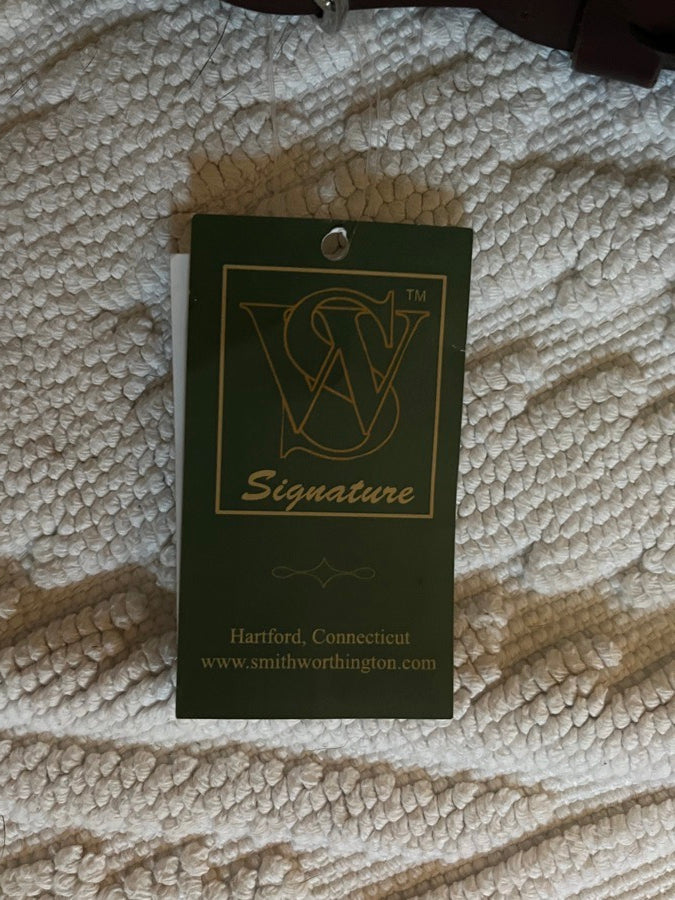 SW
TM
Signature
Hartford, Connecticut
www.smithworthington.com